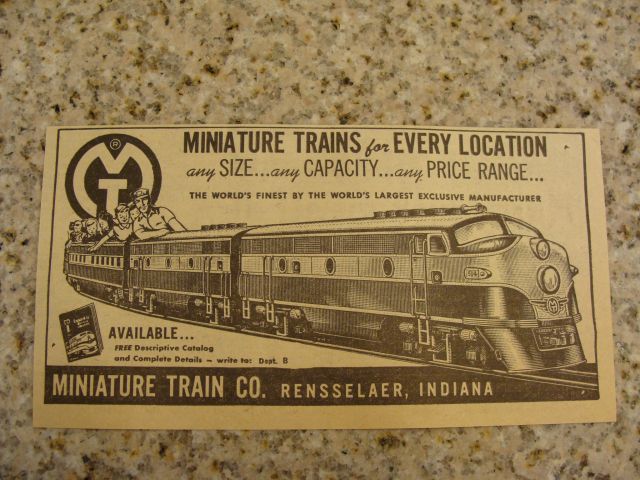 ®
MT
MINIATURE TRAINS for EVERY LOCATION
any SIZE...any CAPACITY...any PRICE RANGE...
THE WORLD'S FINEST BY THE WORLD'S LARGEST EXCLUSIVE MANUFACTURER
AVAILABLE...
FREE Descriptive Catalog
and Complete Details – write to: Dept. B
MINIATURE TRAIN CO. RENSSELAER, INDIANA